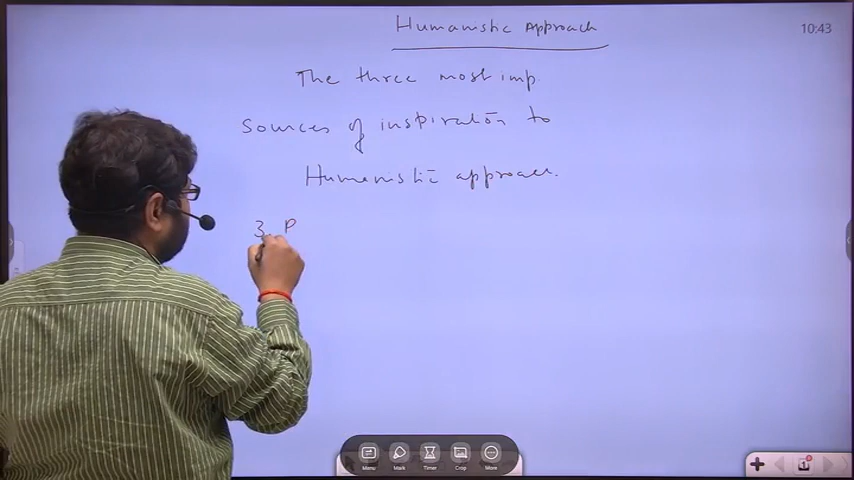 Humanistic Approach
10:43
The three most imp.
Sources of inspiration to
Humanistic approach.
3 P
Menu Mark Timer Crop More
1